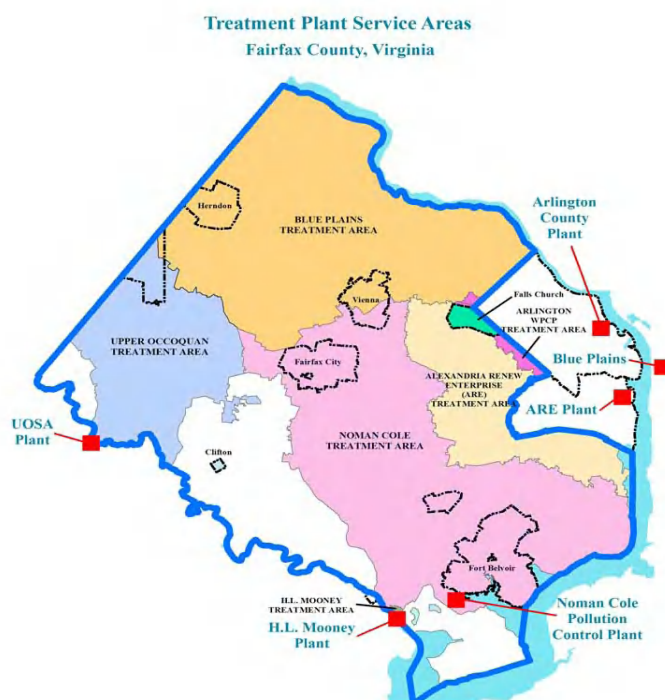 Treatment Plant Service Areas
Fairfax County, Virginia
Arlington
County
Plant
Herndon
BLUE PLAINS
TREATMENT AREA
Falls Church
Vienna
ARLINGTON
WPCP
TREATMENT AREA
UPPER OCCOQUAN
TREATMENT AREA
Fairfax City
Blue Plains
ALEXANDRIA RENEW
ENTERPRISE
(ARE)
TREATMENT AREA
ARE Plant
UOSA
Plant
NOMAN COLE
TREATMENT AREA
Clifton
Fort Belvoir
H.L. MOONEY
TREATMENT AREA
H.L. Mooney
Plant
Noman Cole
Pollution
Control Plant